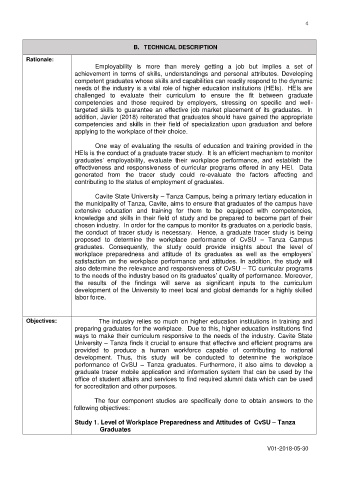 4
B. TECHNICAL DESCRIPTION
Rationale:
Employability is more than merely getting a job but implies a set of
achievement in terms of skills, understandings and personal attributes. Developing
competent graduates whose skills and capabilities can readily respond to the dynamic
needs of the industry is a vital role of higher education institutions (HEIs). HEIs are
challenged to evaluate their curriculum to ensure the fit between graduate
competencies and those required by employers, stressing on specific and well-
targeted skills to guarantee an effective job market placement of its graduates. In
addition, Javier (2018) reiterated that graduates should have gained the appropriate
competencies and skills in their field of specialization upon graduation and before
applying to the workplace of their choice.
One way of evaluating the results of education and training provided in the
HEIs is the conduct of a graduate tracer study. It is an efficient mechanism to monitor
graduates' employability, evaluate their workplace performance, and establish the
effectiveness and responsiveness of curricular programs offered in any HEI. Data
generated from the tracer study could re-evaluate the factors affecting and
contributing to the status of employment of graduates.
Cavite State University – Tanza Campus, being a primary tertiary education in
the municipality of Tanza, Cavite, aims to ensure that graduates of the campus have
extensive education and training for them to be equipped with competencies,
knowledge and skills in their field of study and be prepared to become part of their
chosen industry. In order for the campus to monitor its graduates on a periodic basis,
the conduct of tracer study is necessary. Hence, a graduate tracer study is being
proposed to determine the workplace performance of CvSU – Tanza Campus
graduates. Consequently, the study could provide insights about the level of
workplace preparedness and attitude of its graduates as well as the employers'
satisfaction on the workplace performance and attitudes. In addition, the study will
also determine the relevance and responsiveness of CvSU – TC curricular programs
to the needs of the industry based on its graduates' quality of performance. Moreover,
the results of the findings will serve as significant inputs to the curriculum
development of the University to meet local and global demands for a highly skilled
labor force.
Objectives:
The industry relies so much on higher education institutions in training and
preparing graduates for the workplace. Due to this, higher education institutions find
ways to make their curriculum responsive to the needs of the industry. Cavite State
University – Tanza finds it crucial to ensure that effective and efficient programs are
provided to produce a human workforce capable of contributing to national
development. Thus, this study will be conducted to determine the workplace
performance of CvSU – Tanza graduates. Furthermore, it also aims to develop a
graduate tracer mobile application and information system that can be used by the
office of student affairs and services to find required alumni data which can be used
for accreditation and other purposes.
The four component studies are specifically done to obtain answers to the
following objectives:
Study 1. Level of Workplace Preparedness and Attitudes of CvSU – Tanza
Graduates
V01-2018-05-30